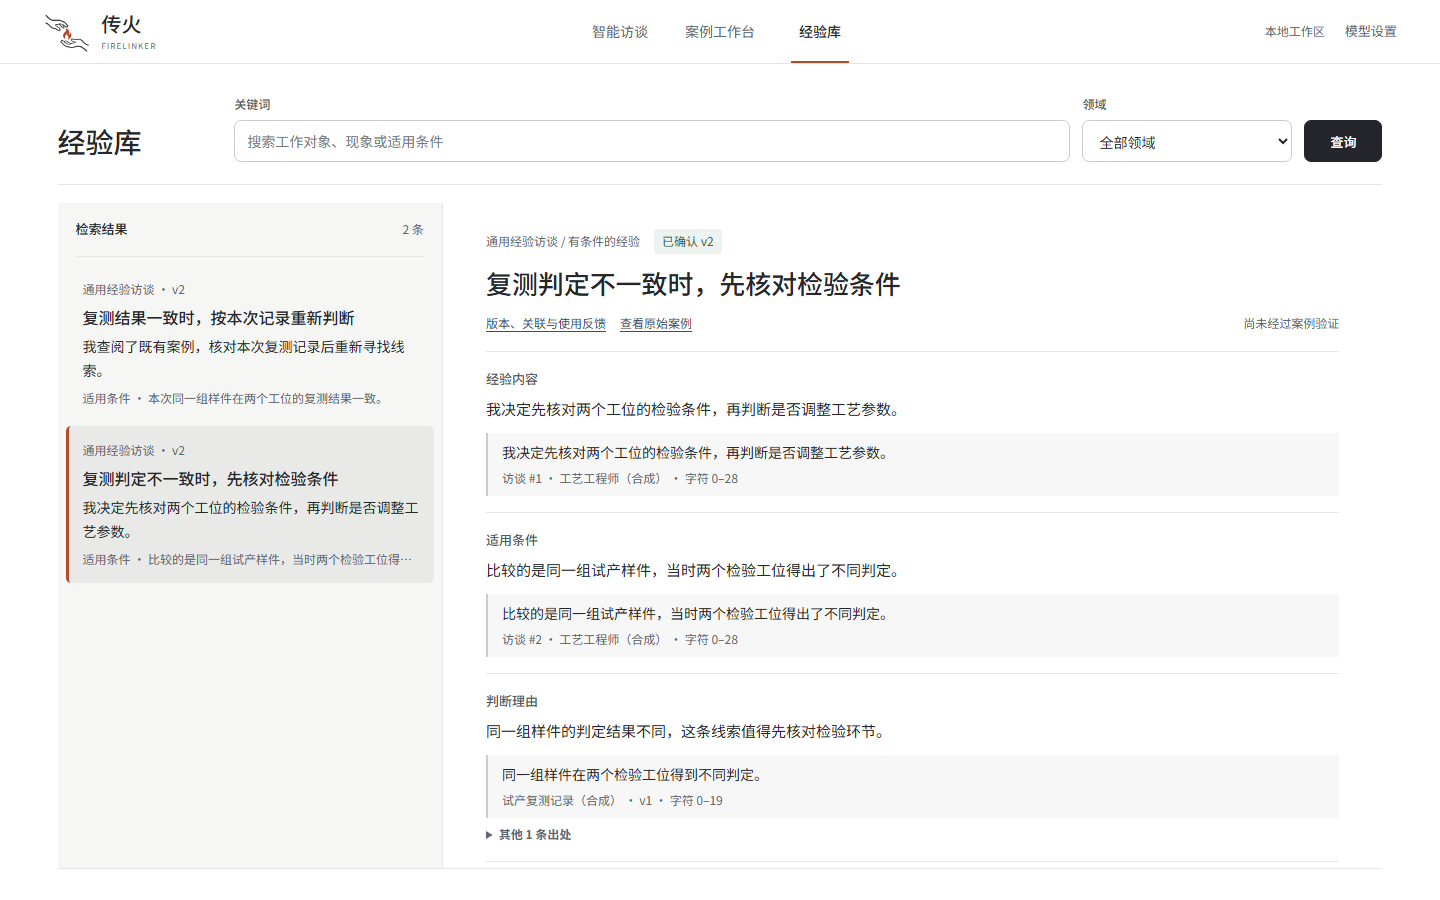 传火
FIRELINKER
智能访谈
案例工作台
经验库
本地工作区
模型设置
经验库
关键词
搜索工作对象、现象或适用条件
领域
全部领域
查询
检索结果
2 条
通用经验访谈 · v2
复测结果一致时，按本次记录重新判断
我查阅了既有案例，核对本次复测记录后重新寻找线
索。
适用条件 · 本次同一组样件在两个工位的复测结果一致。
通用经验访谈 · v2
复测判定不一致时，先核对检验条件
我决定先核对两个工位的检验条件，再判断是否调整工
艺参数。
适用条件 · 比较的是同一组试产样件，当时两个检验工位得…
通用经验访谈 / 有条件的经验
已确认 v2
复测判定不一致时，先核对检验条件
版本、关联与使用反馈
查看原始案例
尚未经过案例验证
经验内容
我决定先核对两个工位的检验条件，再判断是否调整工艺参数。
我决定先核对两个工位的检验条件，再判断是否调整工艺参数。
访谈 #1 · 工艺工程师（合成） · 字符 0–28
适用条件
比较的是同一组试产样件，当时两个检验工位得出了不同判定。
比较的是同一组试产样件，当时两个检验工位得出了不同判定。
访谈 #2 · 工艺工程师（合成） · 字符 0–28
判断理由
同一组样件的判定结果不同，这条线索值得先核对检验环节。
同一组样件在两个检验工位得到不同判定。
试产复测记录（合成） · v1 · 字符 0–19
▶ 其他 1 条出处